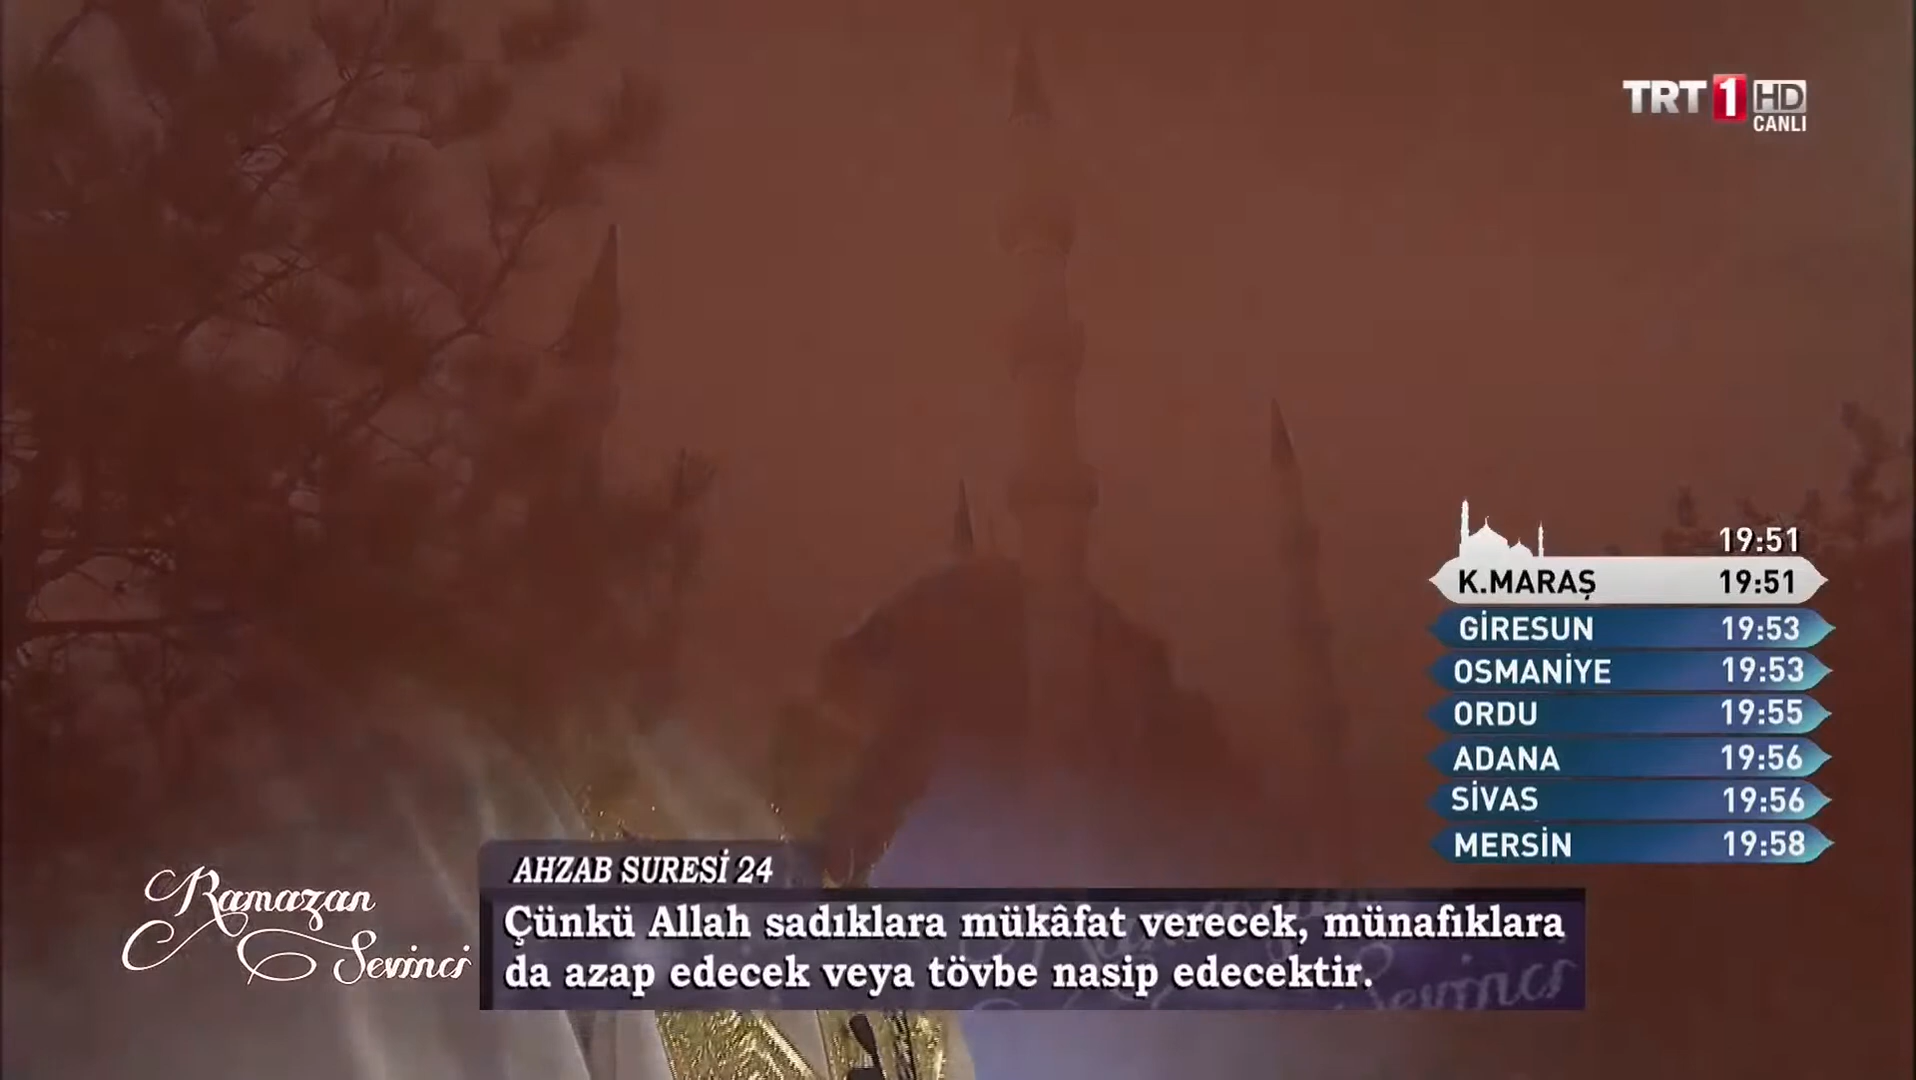 TRT 1 HD
CANLI
19:51
K.MARAŞ 19:51
GİRESUN 19:53
OSMANİYE 19:53
ORDU 19:55
ADANA 19:56
SİVAS 19:56
MERSİN 19:58
AHZAB SURESİ 24
Çünkü Allah sadıklara mükâfat verecek, münafıklara
da azap edecek veya tövbe nasip edecektir.
Ramazan
Sevinci